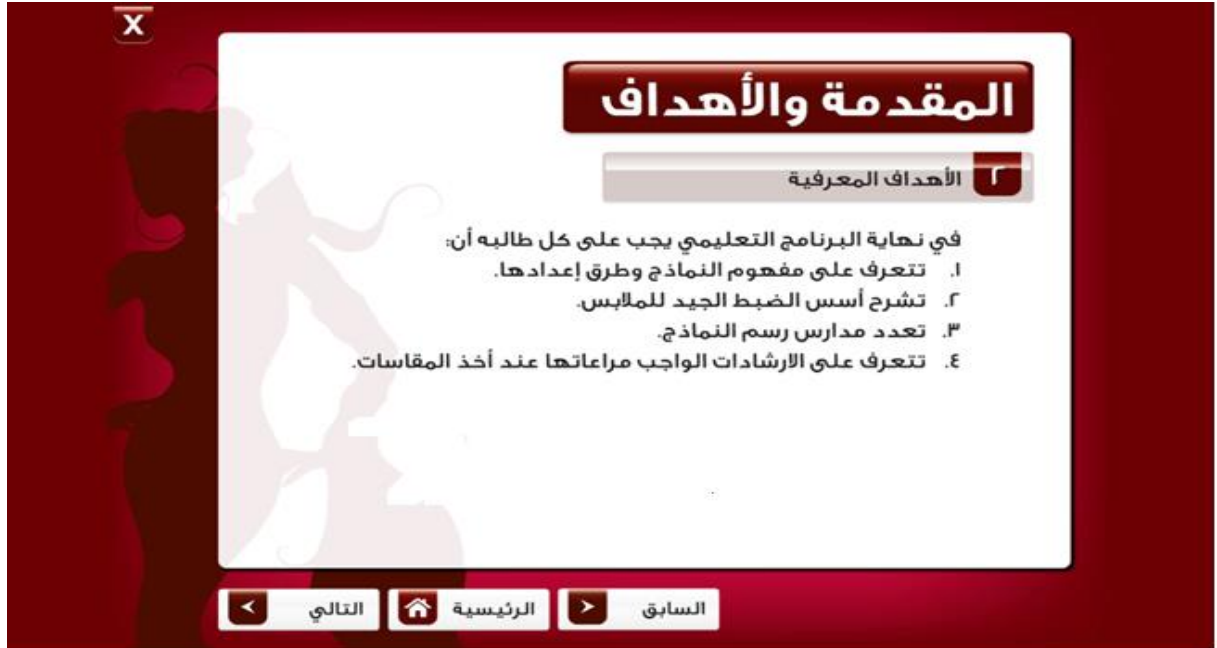 X
المقدمة والأهداف
٢ الأهداف المعرفية
في نهاية البرنامج التعليمي يجب على كل طالبه أن:
١. تتعرف على مفهوم النماذج وطرق إعدادها.
٢. تشرح أسس الضبط الجيد للملابس.
٣. تعدد مدارس رسم النماذج.
٤. تتعرف على الارشادات الواجب مراعاتها عند أخذ المقاسات.
السابق
الرئيسية
التالي